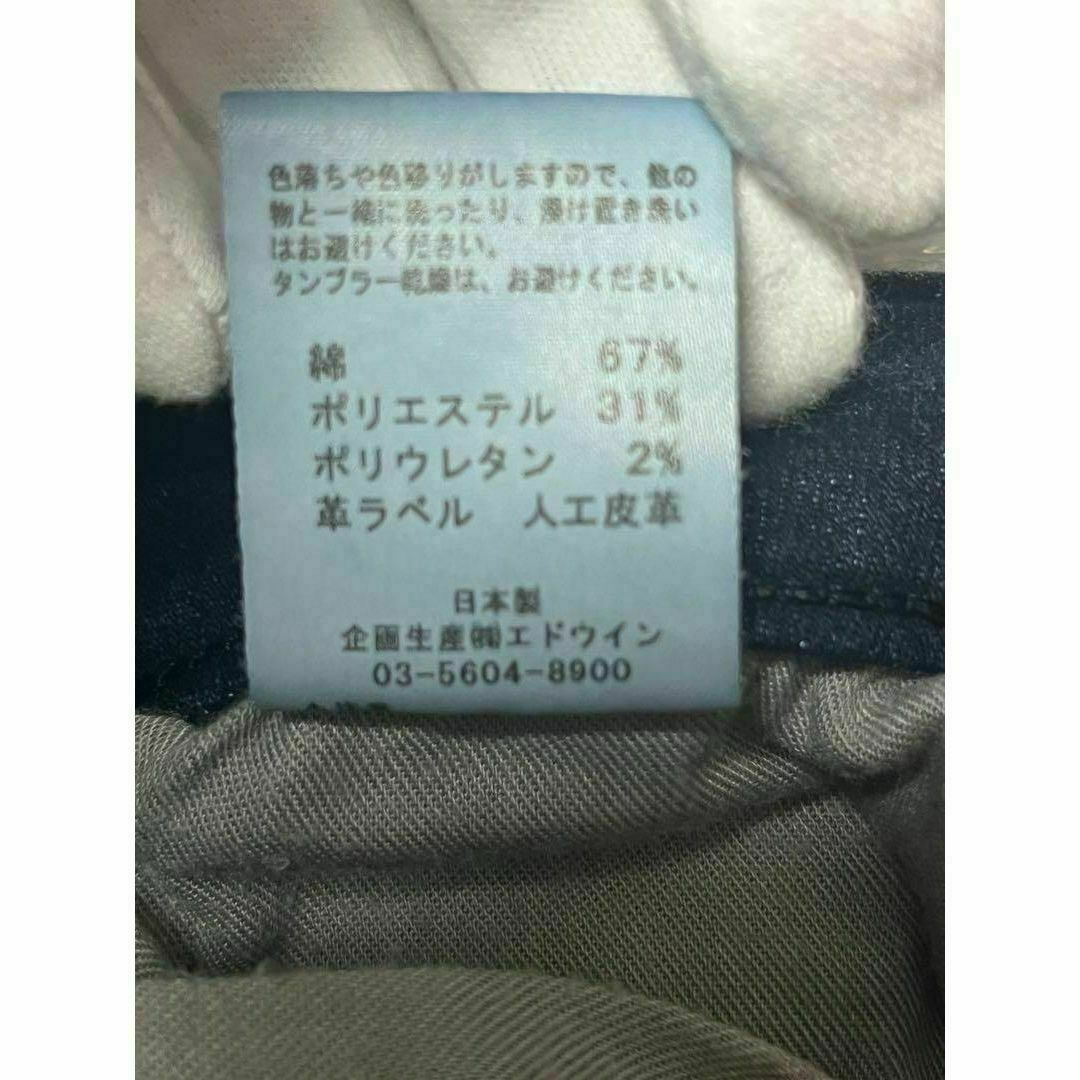 色落ちや色移りがしますので、他の
物と一緒に洗ったり、浸け置き洗い
はお避けください。
タンブラー乾燥は、お避けください。
綿 67%
ポリエステル 31%
ポリウレタン 2%
革ラベル 人工皮革
日本製
企画生産㈱エドウイン
03-5604-8900